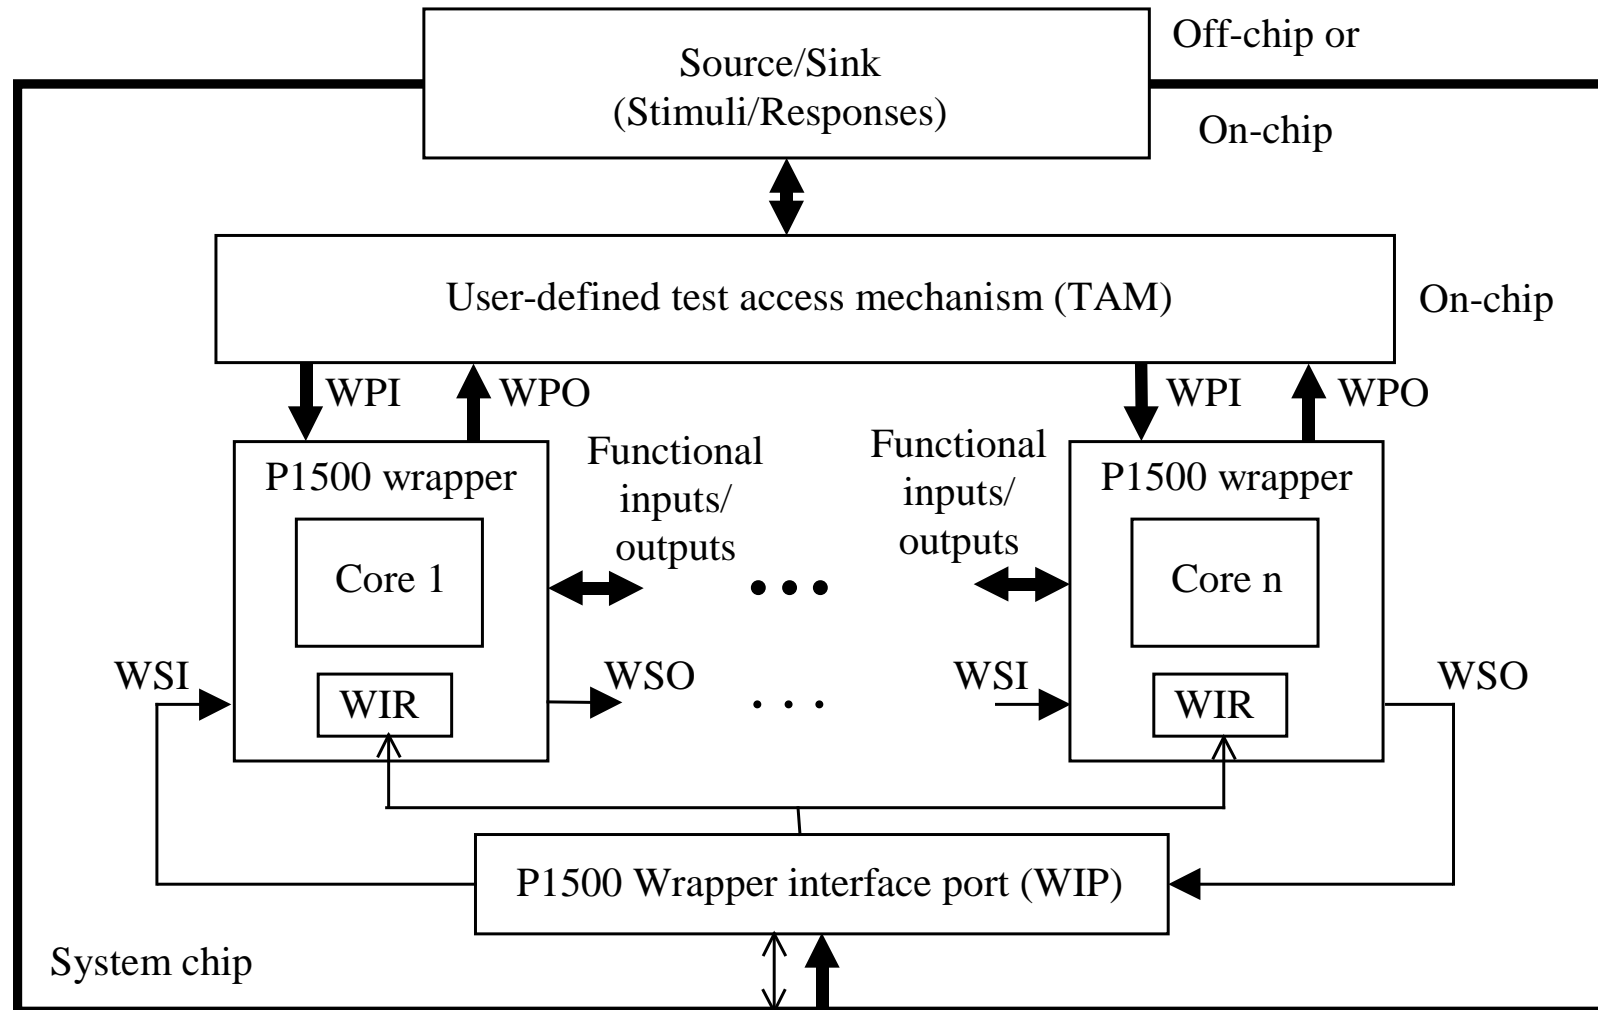 Off-chip or
Source/Sink
(Stimuli/Responses)
On-chip
User-defined test access mechanism (TAM)
On-chip
WPI
WPO
WPI
WPO
P1500 wrapper
Functional
inputs/
outputs
Functional
inputs/
outputs
P1500 wrapper
Core 1
Core n
WSI
WIR
WSO
WSI
WIR
WSO
P1500 Wrapper interface port (WIP)
System chip